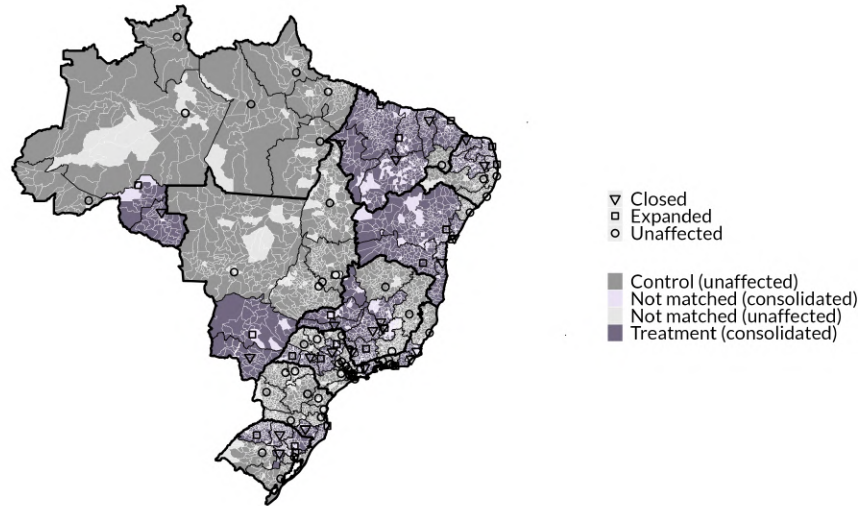 Closed
Expanded
Unaffected
Control (unaffected)
Not matched (consolidated)
Not matched (unaffected)
Treatment (consolidated)